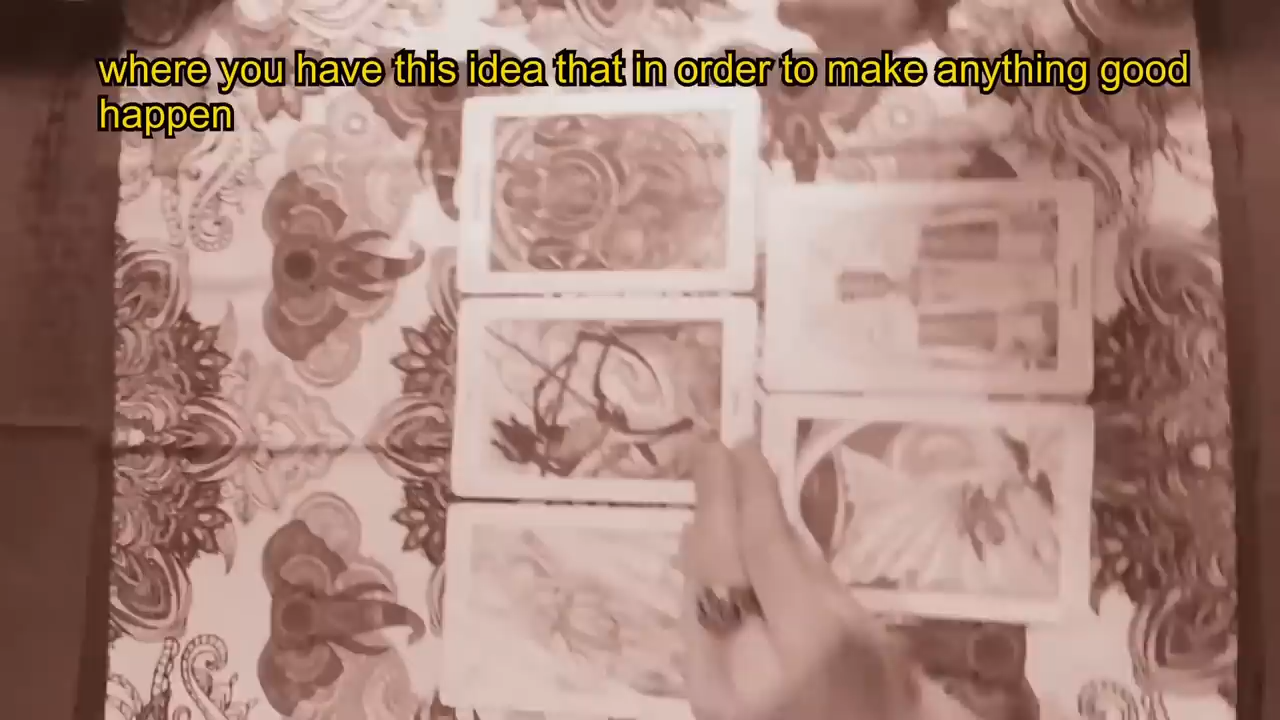 where you have this idea that in order to make anything good
happen